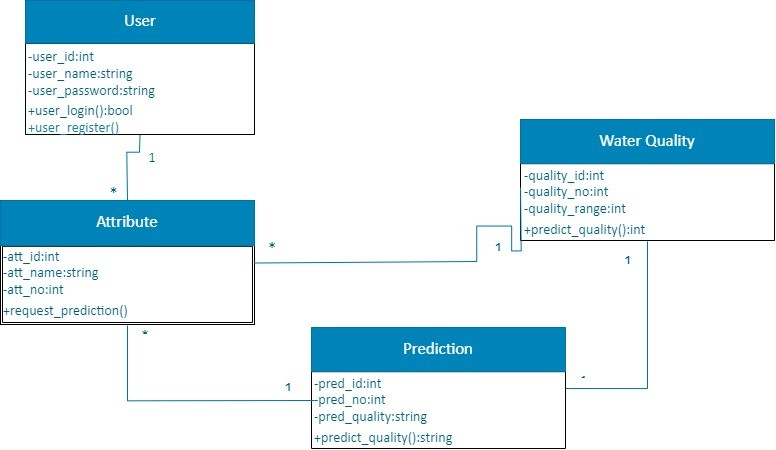 User
-user_id:int
-user_name:string
-user_password:string
+user_login():bool
+user_register()
1
*
Attribute
-att_id:int
-att_name:string
-att_no:int
+request_prediction()
*
*
1
Water Quality
-quality_id:int
-quality_no:int
-quality_range:int
+predict_quality():int
1
1
Prediction
-pred_id:int
-pred_no:int
-pred_quality:string
+predict_quality():string